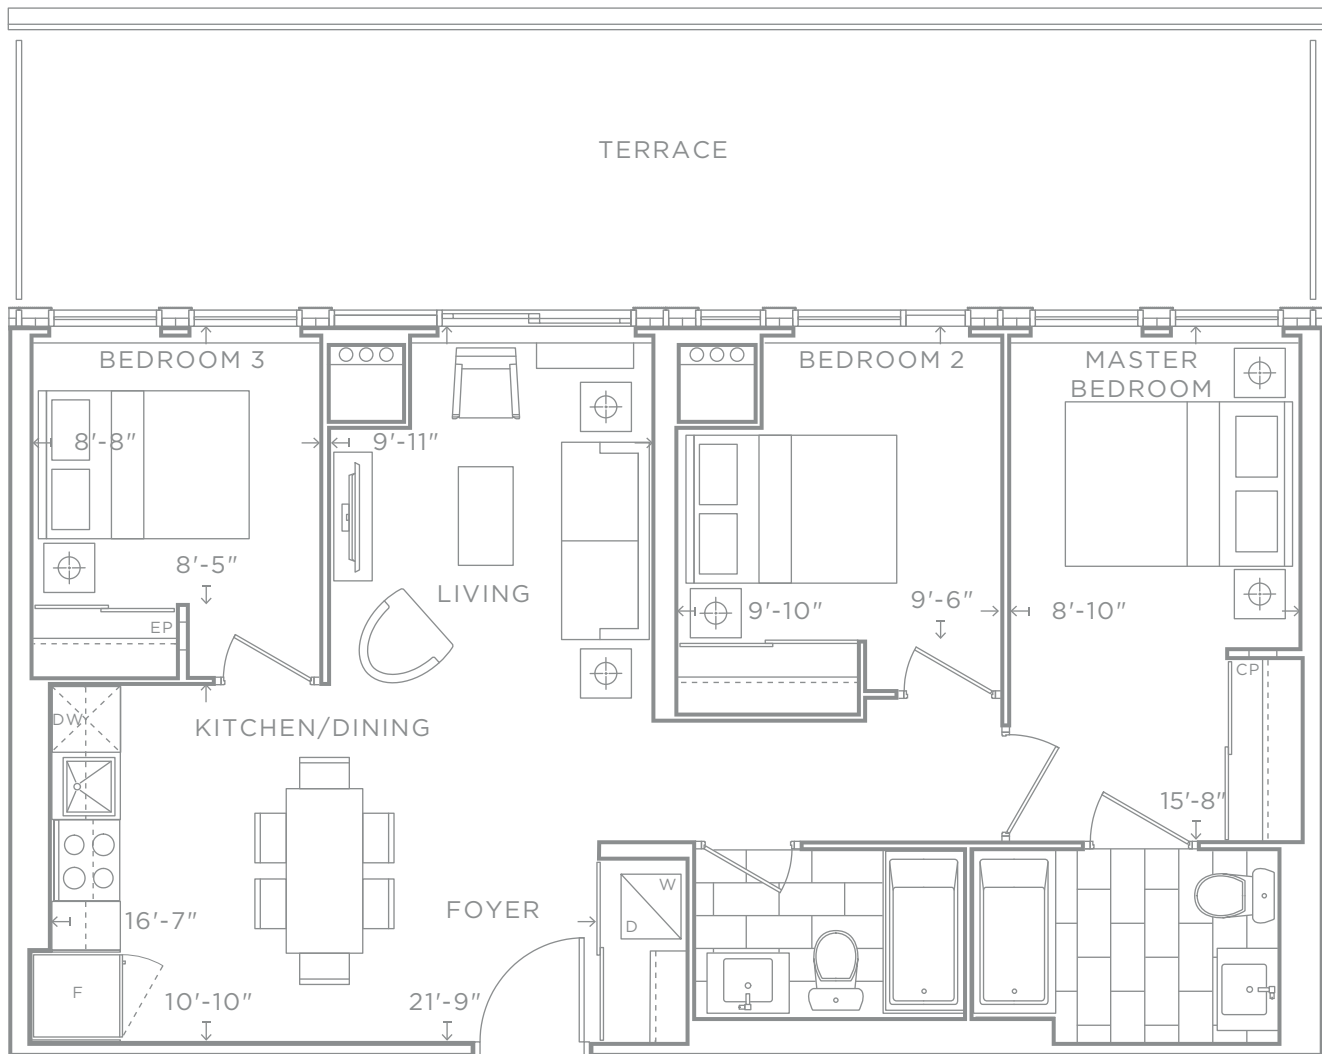 TERRACE
BEDROOM 3
BEDROOM 2
MASTER
BEDROOM
8'-8"
9'-11"
8'-5"
LIVING
9'-10"
9'-6"
8'-10"
EP
CP
DW
KITCHEN/DINING
15'-8"
W
D
FOYER
16'-7"
F
10'-10"
21'-9"